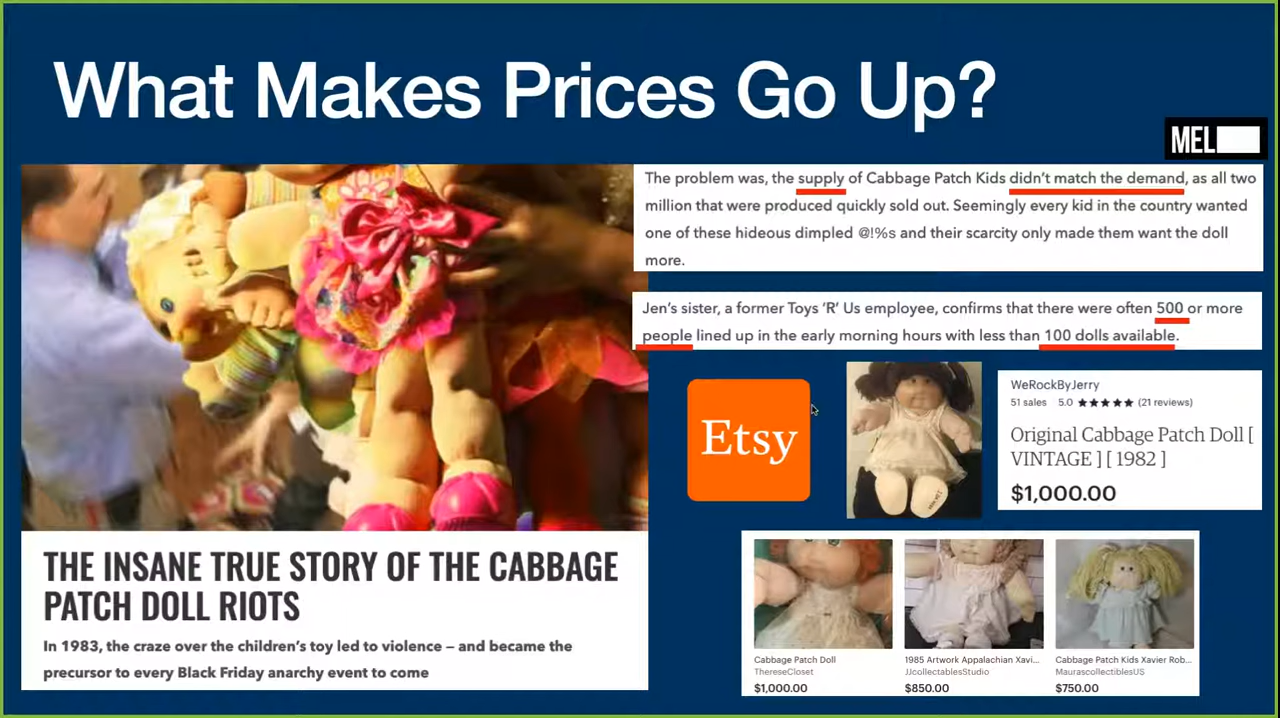 What Makes Prices Go Up?
MEL
The problem was, the supply of Cabbage Patch Kids didn't match the demand, as all two
million that were produced quickly sold out. Seemingly every kid in the country wanted
one of these hideous dimpled @!%s and their scarcity only made them want the doll
more.
Jen's sister, a former Toys 'R' Us employee, confirms that there were often 500 or more
people lined up in the early morning hours with less than 100 dolls available.
Etsy
WeRockByJerry
51 sales 5.0 ★★★★★ (21 reviews)
Original Cabbage Patch Doll [
VINTAGE ] [ 1982 ]
$1,000.00
THE INSANE TRUE STORY OF THE CABBAGE
PATCH DOLL RIOTS
In 1983, the craze over the children's toy led to violence – and became the
precursor to every Black Friday anarchy event to come
Cabbage Patch Doll
ThereseCloset
$1,000.00
1985 Artwork Appalachian Xavi...
JJcollectablesStudio
$850.00
Cabbage Patch Kids Xavier Rob...
MaurascollectiblesUS
$750.00